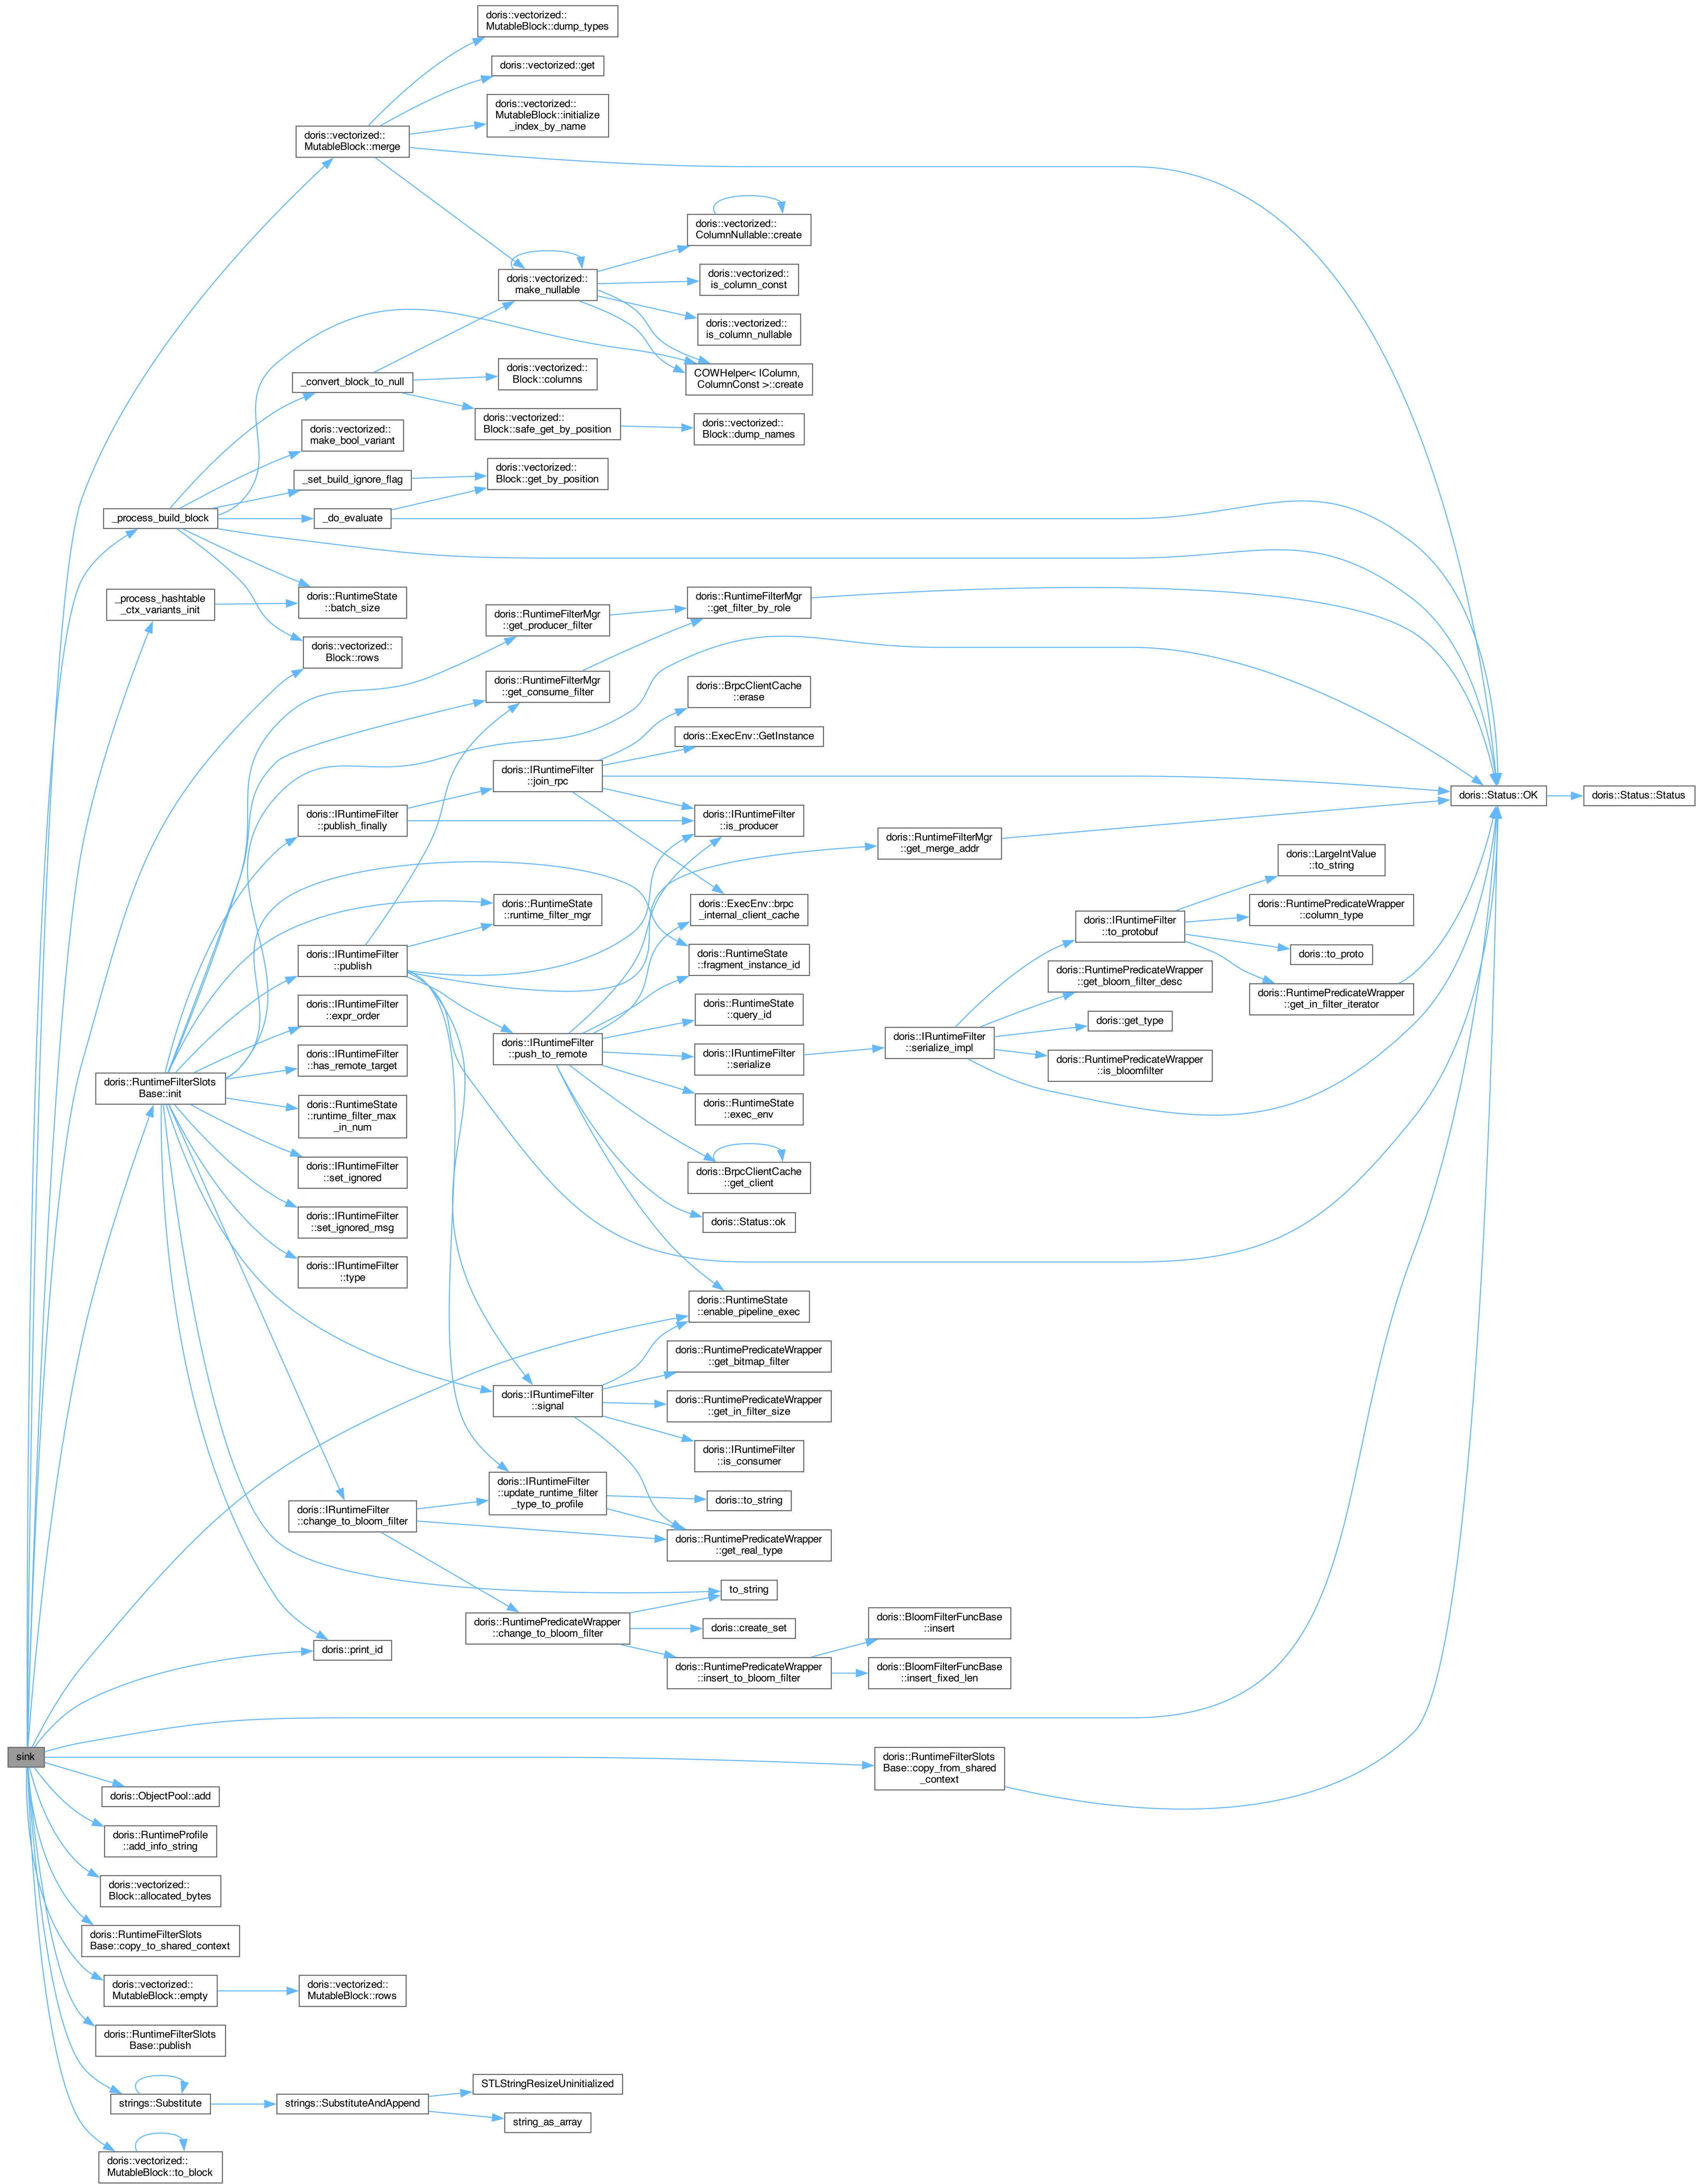 doris::vectorized::
MutableBlock::dump_types
doris::vectorized::get
doris::vectorized::
MutableBlock::initialize
_index_by_name
doris::vectorized::
MutableBlock::merge
doris::vectorized::
ColumnNullable::create
doris::vectorized::
make_nullable
doris::vectorized::
is_column_const
doris::vectorized::
is_column_nullable
COWHelper< IColumn,
ColumnConst >::create
_convert_block_to_null
doris::vectorized::
Block::columns
doris::vectorized::
Block::safe_get_by_position
doris::vectorized::
Block::dump_names
doris::vectorized::
make_bool_variant
_set_build_ignore_flag
doris::vectorized::
Block::get_by_position
_process_build_block
_do_evaluate
_process_hashtable
_ctx_variants_init
doris::RuntimeState
::batch_size
doris::vectorized::
Block::rows
doris::RuntimeFilterMgr
::get_producer_filter
doris::RuntimeFilterMgr
::get_filter_by_role
doris::RuntimeFilterMgr
::get_consume_filter
doris::BrpcClientCache
::erase
doris::ExecEnv::GetInstance
doris::IRuntimeFilter
::join_rpc
doris::Status::OK
doris::Status::Status
doris::IRuntimeFilter
::publish_finally
doris::IRuntimeFilter
::is_producer
doris::RuntimeFilterMgr
::get_merge_addr
doris::LargeIntValue
::to_string
doris::RuntimeState
::runtime_filter_mgr
doris::ExecEnv::brpc
_internal_client_cache
doris::IRuntimeFilter
::to_protobuf
doris::RuntimePredicateWrapper
::column_type
doris::to_proto
doris::IRuntimeFilter
::publish
doris::RuntimeState
::fragment_instance_id
doris::RuntimePredicateWrapper
::get_bloom_filter_desc
doris::RuntimePredicateWrapper
::get_in_filter_iterator
doris::IRuntimeFilter
::expr_order
doris::RuntimeState
::query_id
doris::get_type
doris::IRuntimeFilter
::has_remote_target
doris::IRuntimeFilter
::push_to_remote
doris::IRuntimeFilter
::serialize
doris::IRuntimeFilter
::serialize_impl
doris::RuntimePredicateWrapper
::is_bloomfilter
doris::RuntimeFilterSlots
Base::init
doris::RuntimeState
::runtime_filter_max
_in_num
doris::RuntimeState
::exec_env
doris::IRuntimeFilter
::set_ignored
doris::BrpcClientCache
::get_client
doris::IRuntimeFilter
::set_ignored_msg
doris::Status::ok
doris::IRuntimeFilter
::type
doris::RuntimeState
::enable_pipeline_exec
doris::RuntimePredicateWrapper
::get_bitmap_filter
doris::IRuntimeFilter
::signal
doris::RuntimePredicateWrapper
::get_in_filter_size
doris::IRuntimeFilter
::is_consumer
doris::IRuntimeFilter
::update_runtime_filter
_type_to_profile
doris::to_string
doris::IRuntimeFilter
::change_to_bloom_filter
doris::RuntimePredicateWrapper
::get_real_type
to_string
doris::RuntimePredicateWrapper
::change_to_bloom_filter
doris::create_set
doris::BloomFilterFuncBase
::insert
doris::print_id
doris::RuntimePredicateWrapper
::insert_to_bloom_filter
doris::BloomFilterFuncBase
::insert_fixed_len
sink
doris::RuntimeFilterSlots
Base::copy_from_shared
_context
doris::ObjectPool::add
doris::RuntimeProfile
::add_info_string
doris::vectorized::
Block::allocated_bytes
doris::RuntimeFilterSlots
Base::copy_to_shared_context
doris::vectorized::
MutableBlock::empty
doris::vectorized::
MutableBlock::rows
doris::RuntimeFilterSlots
Base::publish
strings::Substitute
strings::SubstituteAndAppend
STLStringResizeUninitialized
string_as_array
doris::vectorized::
MutableBlock::to_block